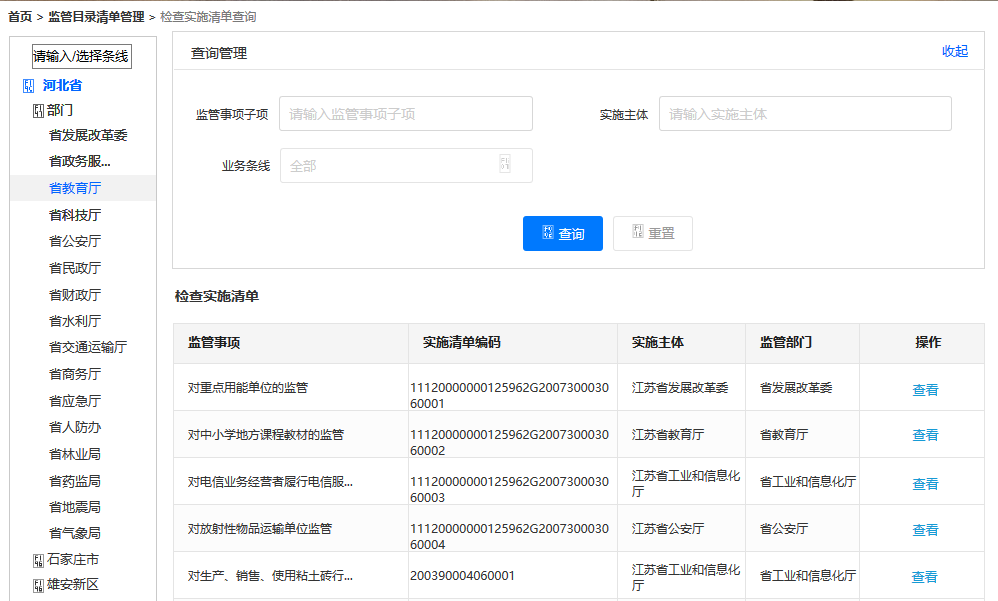 首页 > 监管目录清单管理 > 检查实施清单查询
请输入/选择条线
河北省
部门
省发展改革委
省政务服...
省教育厅
省科技厅
省公安厅
省民政厅
省财政厅
省水利厅
省交通运输厅
省商务厅
省应急厅
省人防办
省林业局
省药监局
省地震局
省气象局
石家庄市
雄安新区
查询管理
收起
监管事项子项 请输入监管事项子项 实施主体 请输入实施主体
业务条线 全部
查询 重置
检查实施清单
监管事项 实施清单编码 实施主体 监管部门 操作
对重点用能单位的监管 11120000000125962G2007300030 江苏省发展改革委 省发展改革委 查看
60001
对中小学地方课程教材的监管 11120000000125962G2007300030 江苏省教育厅 省教育厅 查看
60002
对电信业务经营者履行电信服... 11120000000125962G2007300030 江苏省工业和信息化 省工业和信息化厅 查看
60003 厅
对放射性物品运输单位监管 11120000000125962G2007300030 江苏省公安厅 省公安厅 查看
60004
对生产、销售、使用粘土砖行... 200390004060001 江苏省工业和信息化 省工业和信息化厅 查看
厅